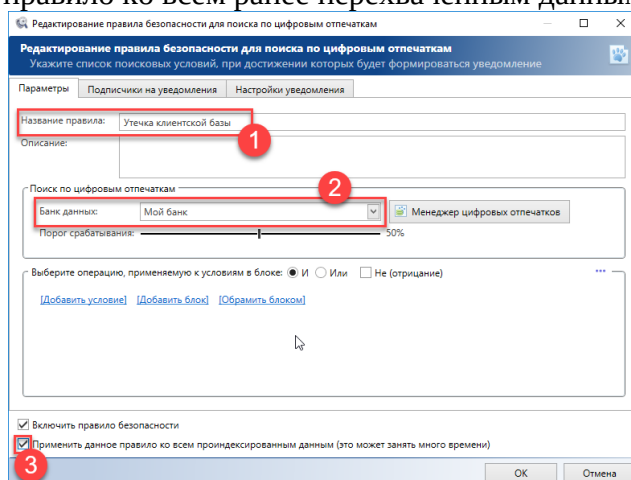 правило ко всем ранее перехваченным данным
Редактирование правила безопасности для поиска по цифровым отпечаткам
Редактирование правила безопасности для поиска по цифровым отпечаткам
Укажите список поисковых условий, при достижении которых будет формироваться уведомление
Параметры Подписчики на уведомления Настройки уведомления
Название правила: Утечка клиентской базы
1
Описание:
Поиск по цифровым отпечаткам
2
Банк данных: Мой банк Менеджер цифровых отпечатков
Порог срабатывания: 50%
Выберите операцию, применяемую к условиям в блоке: И Или Не (отрицание)
[Добавить условие] [Добавить блок] [Обрамить блоком]
Включить правило безопасности
Применить данное правило ко всем проиндексированным данным (это может занять много времени)
3
ОК Отмена